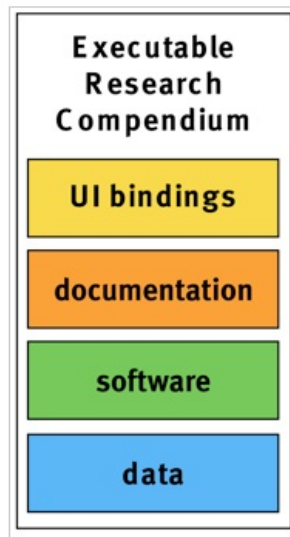 Executable
Research
Compendium
UI bindings
documentation
software
data